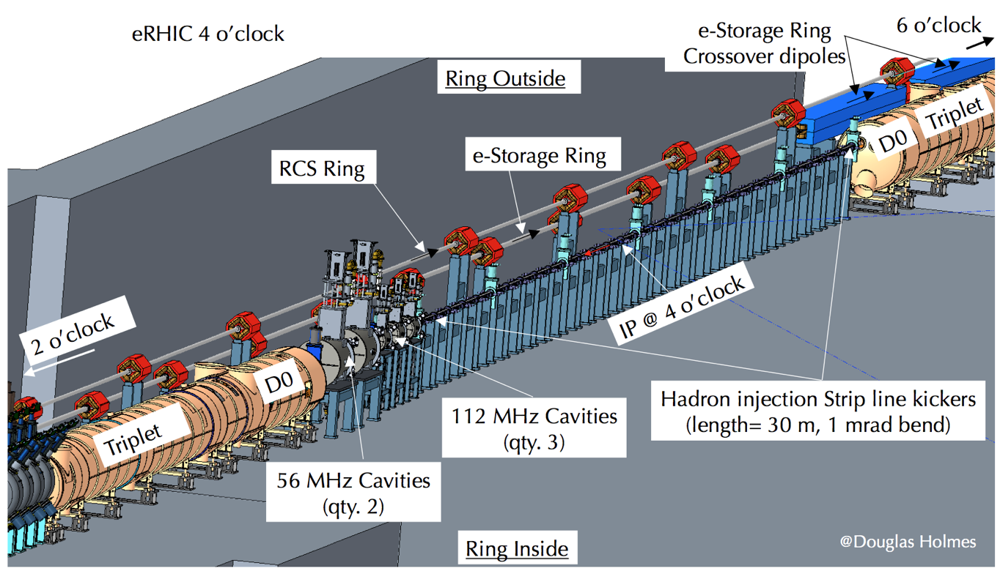 eRHIC 4 o’clock
6 o’clock
e-Storage Ring
Crossover dipoles
Ring Outside
D0
Triplet
RCS Ring
e-Storage Ring
2 o’clock
IP @ 4 o’clock
D0
Triplet
112 MHz Cavities
(qty. 3)
Hadron injection Strip line kickers
(length= 30 m, 1 mrad bend)
56 MHz Cavities
(qty. 2)
Ring Inside
@Douglas Holmes